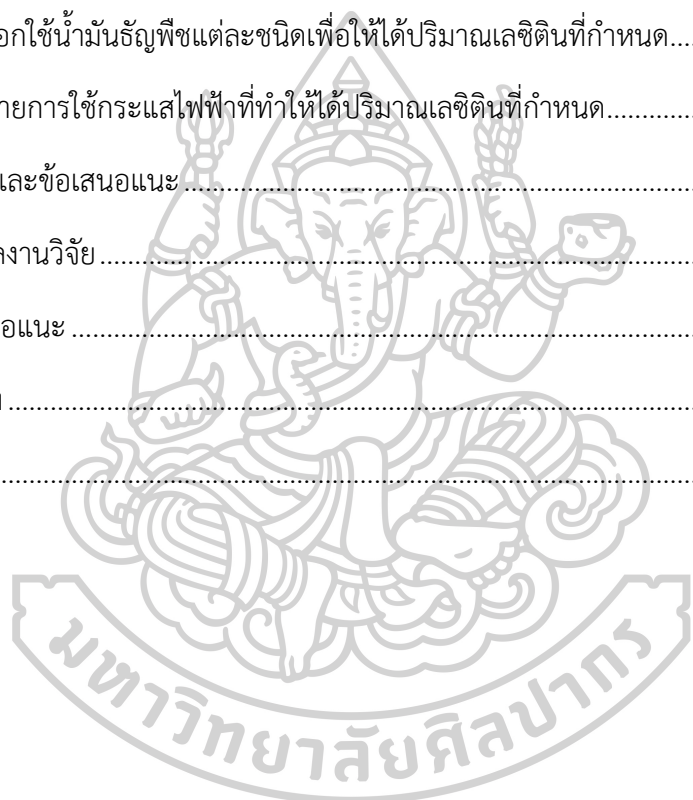 อกใช้น้ำมันธัญพืชแต่ละชนิดเพื่อให้ได้ปริมาณเลซิตินที่กำหนด....
ายการใช้กระแสไฟฟ้าที่ทำให้ได้ปริมาณเลซิตินที่กำหนด.............
และข้อเสนอแนะ..........................................................................
งานวิจัย.....................................................................................
อแนะ.........................................................................................
................................................................................................
................................................................................................
มหาวิทยาลัยศิลปากร